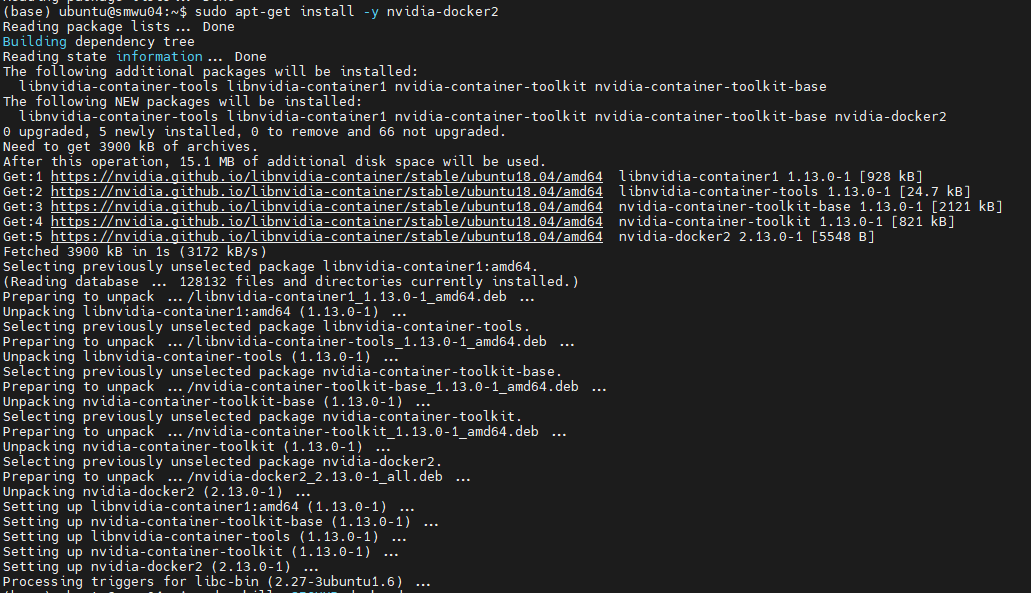 (base) ubuntu@smwu04:~$ sudo apt-get install -y nvidia-docker2
Reading package lists... Done
Building dependency tree
Reading state information... Done
The following additional packages will be installed:
  libnvidia-container-tools libnvidia-container1 nvidia-container-toolkit nvidia-container-toolkit-base
The following NEW packages will be installed:
  libnvidia-container-tools libnvidia-container1 nvidia-container-toolkit nvidia-container-toolkit-base nvidia-docker2
0 upgraded, 5 newly installed, 0 to remove and 66 not upgraded.
Need to get 3900 kB of archives.
After this operation, 15.1 MB of additional disk space will be used.
Get:1 https://nvidia.github.io/libnvidia-container/stable/ubuntu18.04/amd64  libnvidia-container1 1.13.0-1 [928 kB]
Get:2 https://nvidia.github.io/libnvidia-container/stable/ubuntu18.04/amd64  libnvidia-container-tools 1.13.0-1 [24.7 kB]
Get:3 https://nvidia.github.io/libnvidia-container/stable/ubuntu18.04/amd64  nvidia-container-toolkit-base 1.13.0-1 [2121 kB]
Get:4 https://nvidia.github.io/libnvidia-container/stable/ubuntu18.04/amd64  nvidia-container-toolkit 1.13.0-1 [821 kB]
Get:5 https://nvidia.github.io/libnvidia-container/stable/ubuntu18.04/amd64  nvidia-docker2 2.13.0-1 [5548 B]
Fetched 3900 kB in 1s (3172 kB/s)
Selecting previously unselected package libnvidia-container1:amd64.
(Reading database ... 128132 files and directories currently installed.)
Preparing to unpack .../libnvidia-container1_1.13.0-1_amd64.deb ...
Unpacking libnvidia-container1:amd64 (1.13.0-1) ...
Selecting previously unselected package libnvidia-container-tools.
Preparing to unpack .../libnvidia-container-tools_1.13.0-1_amd64.deb ...
Unpacking libnvidia-container-tools (1.13.0-1) ...
Selecting previously unselected package nvidia-container-toolkit-base.
Preparing to unpack .../nvidia-container-toolkit-base_1.13.0-1_amd64.deb ...
Unpacking nvidia-container-toolkit-base (1.13.0-1) ...
Selecting previously unselected package nvidia-container-toolkit.
Preparing to unpack .../nvidia-container-toolkit_1.13.0-1_amd64.deb ...
Unpacking nvidia-container-toolkit (1.13.0-1) ...
Selecting previously unselected package nvidia-docker2.
Preparing to unpack .../nvidia-docker2_2.13.0-1_all.deb ...
Unpacking nvidia-docker2 (2.13.0-1) ...
Setting up libnvidia-container1:amd64 (1.13.0-1) ...
Setting up nvidia-container-toolkit-base (1.13.0-1) ...
Setting up libnvidia-container-tools (1.13.0-1) ...
Setting up nvidia-container-toolkit (1.13.0-1) ...
Setting up nvidia-docker2 (2.13.0-1) ...
Processing triggers for libc-bin (2.27-3ubuntu1.6) ...